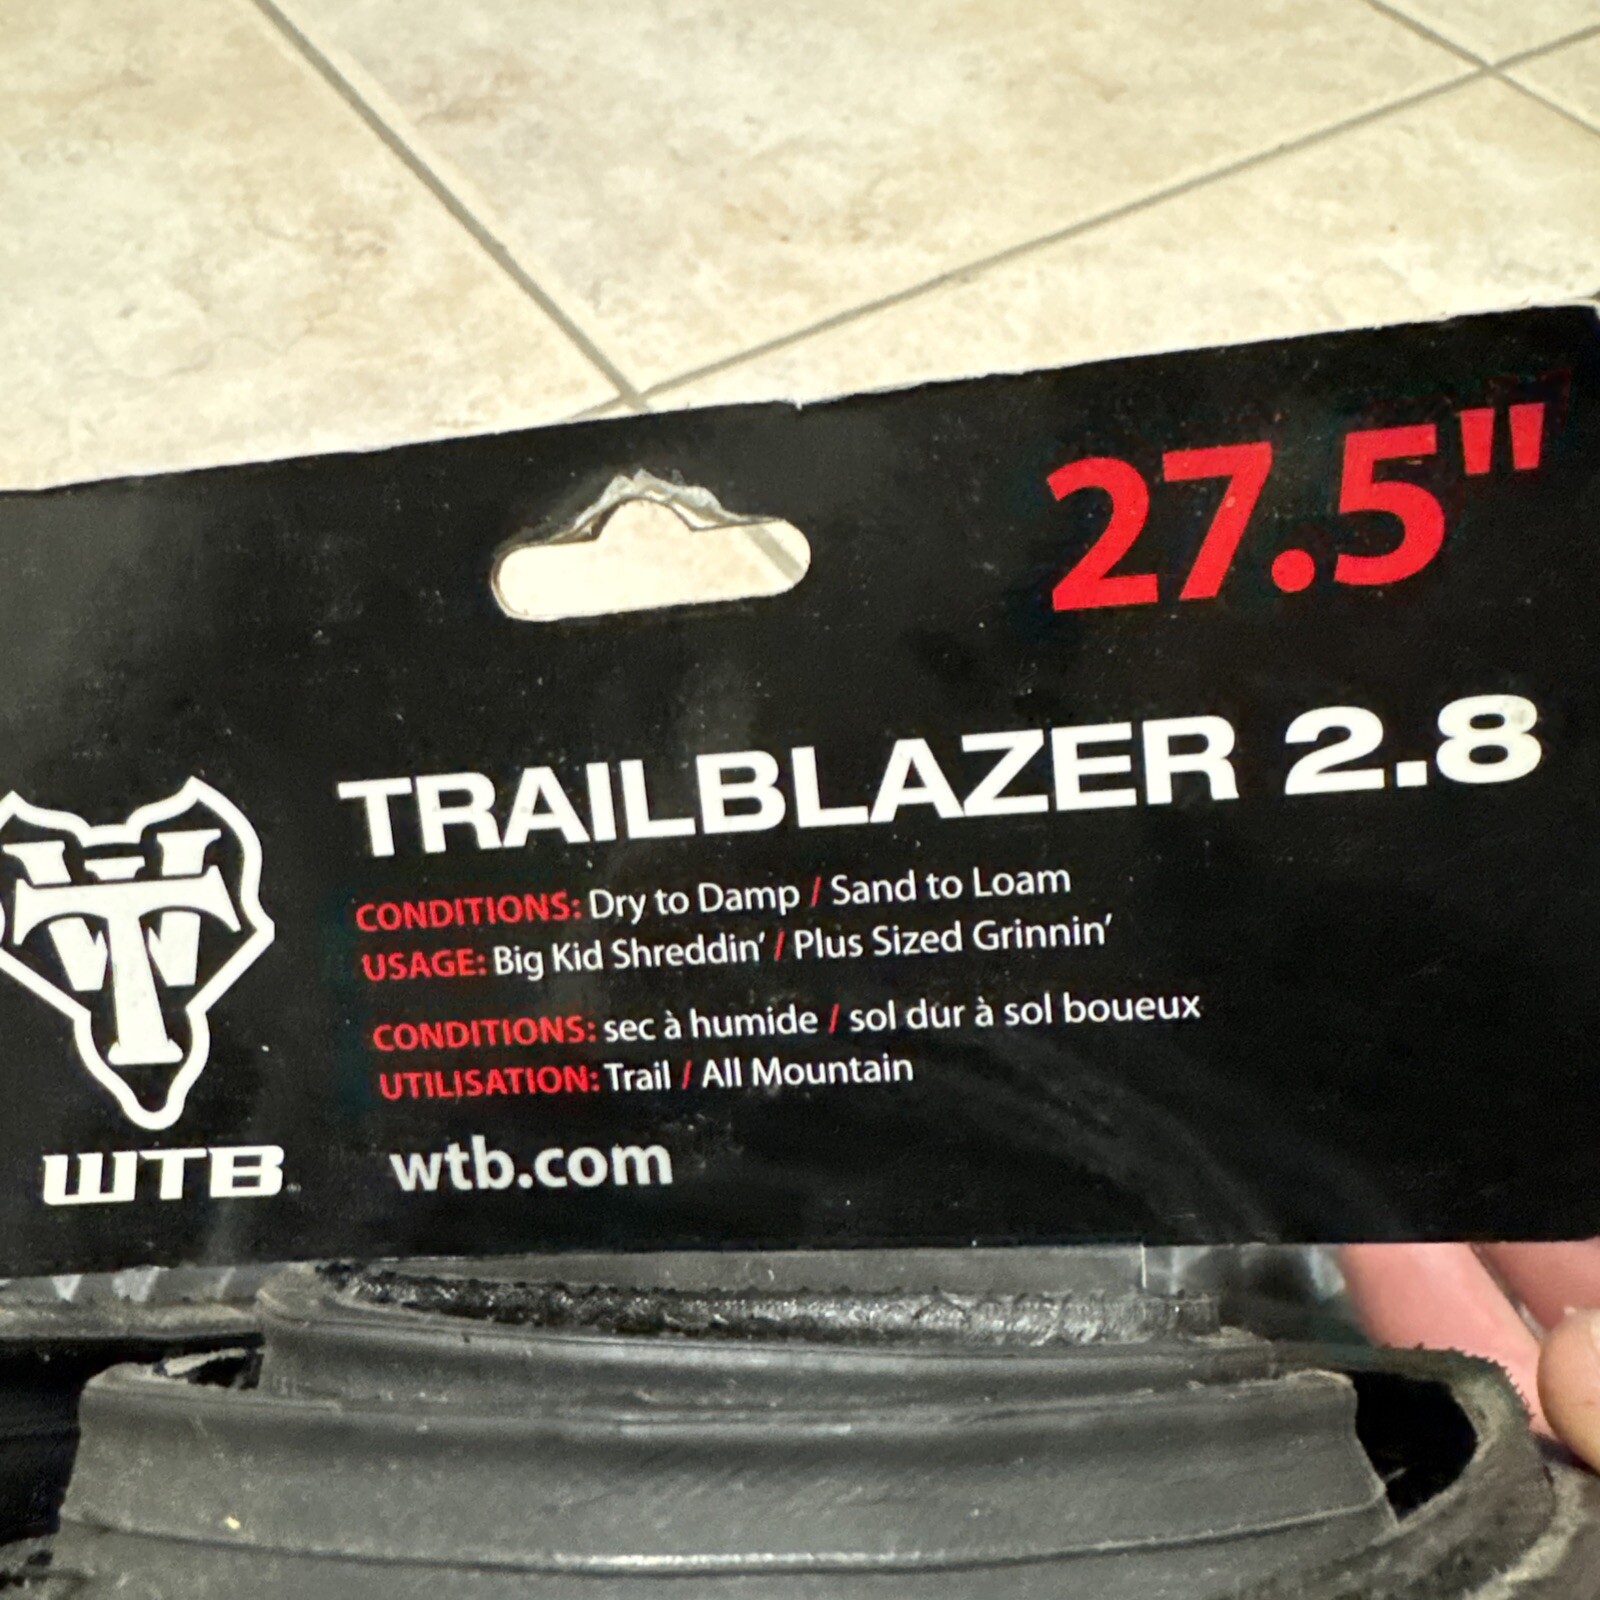 27.5"
TRAILBLAZER 2.8
CONDITIONS: Dry to Damp / Sand to Loam
USAGE: Big Kid Shreddin' / Plus Sized Grinnin'
CONDITIONS: sec à humide / sol dur à sol boueux
UTILISATION: Trail / All Mountain
WTB
WTB
wtb.com